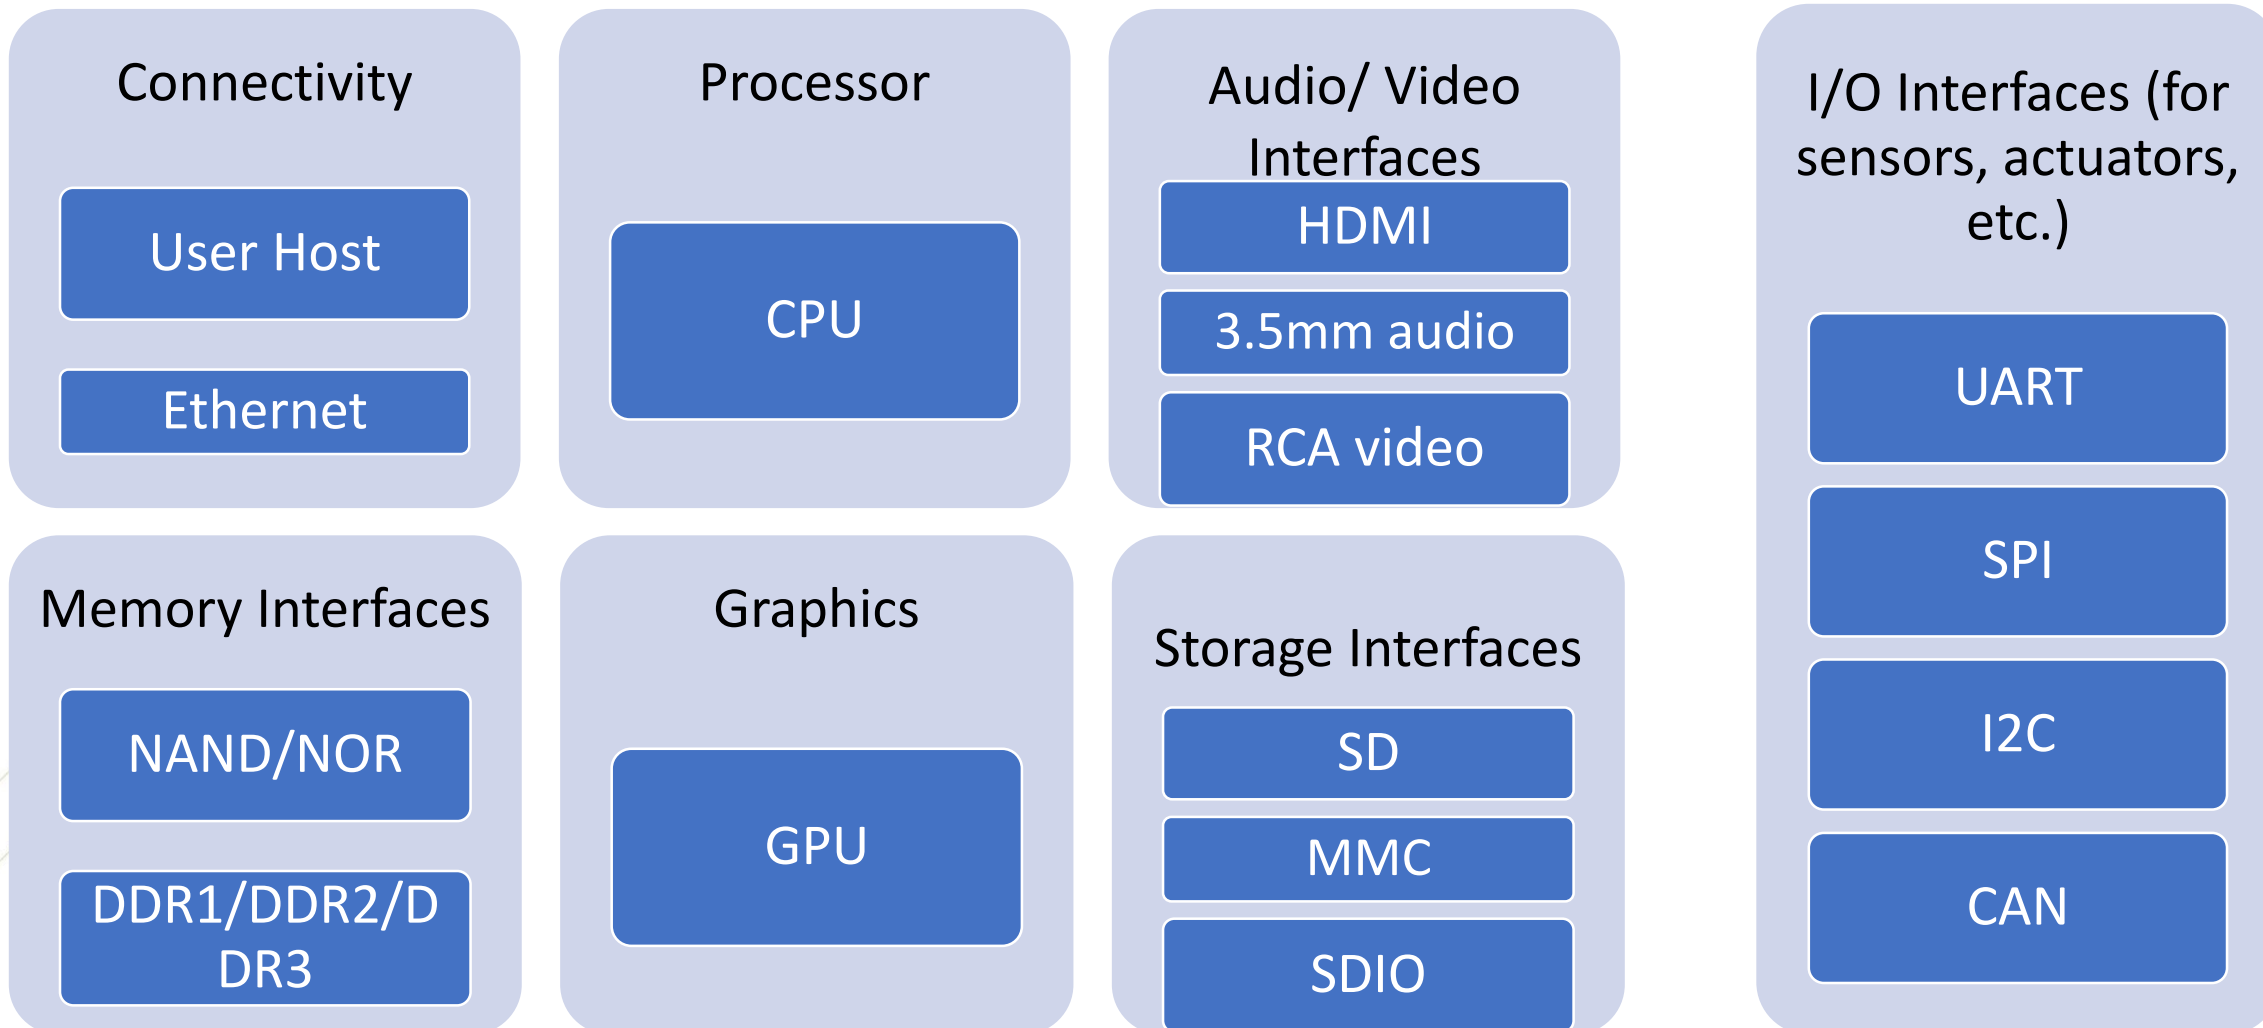 Connectivity
User Host
Ethernet
Processor
CPU
Audio/ Video
Interfaces
HDMI
3.5mm audio
RCA video
I/O Interfaces (for
sensors, actuators,
etc.)
UART
SPI
I2C
CAN
Memory Interfaces
NAND/NOR
DDR1/DDR2/D
DR3
Graphics
GPU
Storage Interfaces
SD
MMC
SDIO